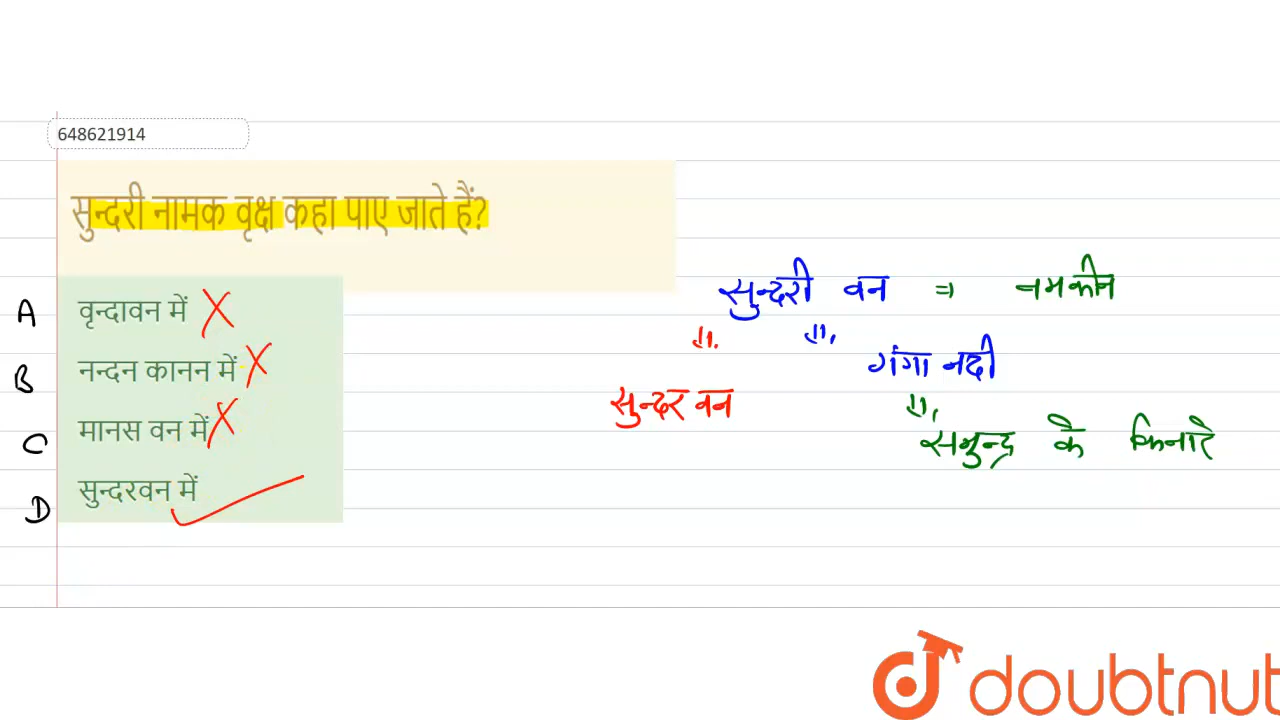 648621914
सुन्दरी नामक वृक्ष कहा पाए जाते हैं?
A वृन्दावन में
B नन्दन कानन में
C मानस वन में
D सुन्दरवन में
सुन्दरी वन ⇒ नमकीन
गंगा नदी
सुन्दर वन
समुन्द्र के किनारे
doubtnut